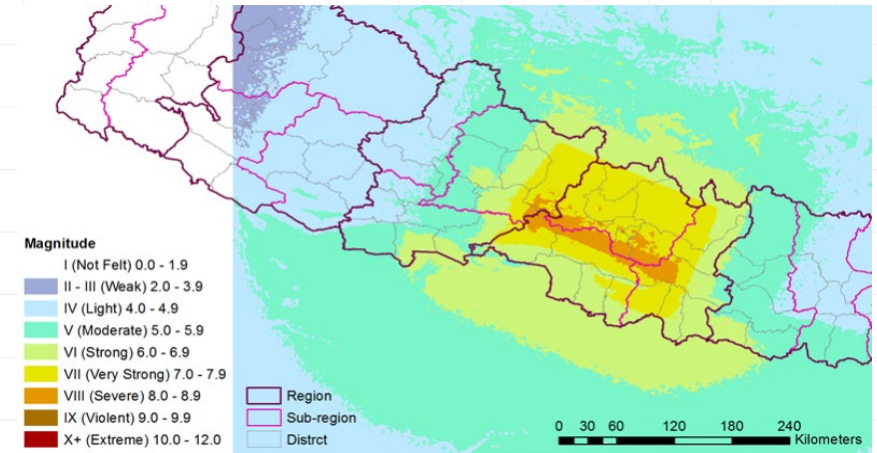 Magnitude
I (Not Felt) 0.0 - 1.9
II - III (Weak) 2.0 - 3.9
IV (Light) 4.0 - 4.9
V (Moderate) 5.0 - 5.9
VI (Strong) 6.0 - 6.9
VII (Very Strong) 7.0 - 7.9
VIII (Severe) 8.0 - 8.9
IX (Violent) 9.0 - 9.9
X+ (Extreme) 10.0 - 12.0
Region
Sub-region
Distrct
0 30 60 120 180 240
Kilometers